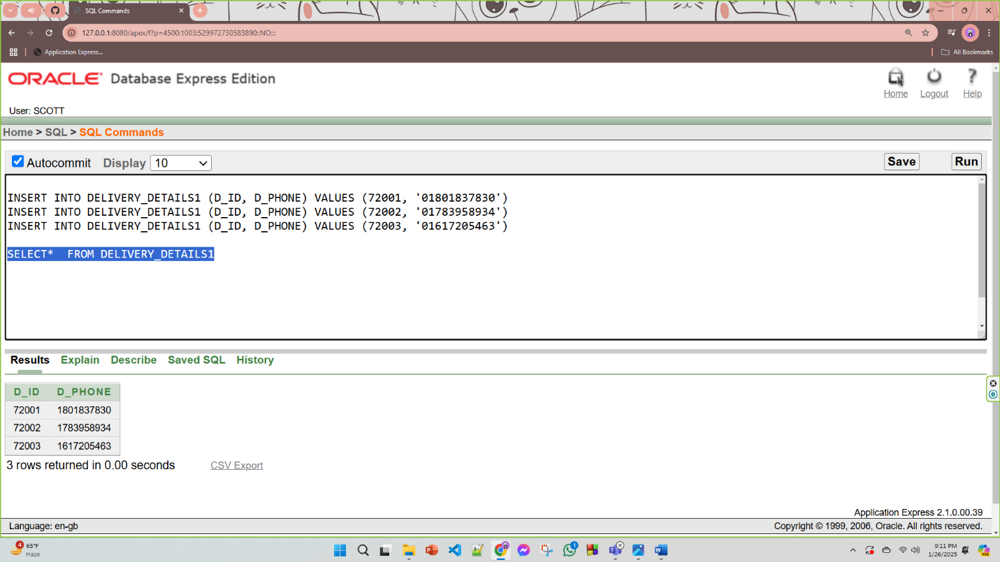 SQL Commands
127.0.0.1:8080/apex/f?p=4500:1003:529972730583890::NO:::
Application Express...
All Bookmarks
ORACLE Database Express Edition
Home Logout Help
User: SCOTT
Home > SQL > SQL Commands
Autocommit Display 10 Save Run
INSERT INTO DELIVERY_DETAILS1 (D_ID, D_PHONE) VALUES (72001, '01801837830')
INSERT INTO DELIVERY_DETAILS1 (D_ID, D_PHONE) VALUES (72002, '01783958934')
INSERT INTO DELIVERY_DETAILS1 (D_ID, D_PHONE) VALUES (72003, '01617205463')
SELECT*  FROM DELIVERY_DETAILS1
Results Explain Describe Saved SQL History
D_ID D_PHONE
72001 1801837830
72002 1783958934
72003 1617205463
3 rows returned in 0.00 seconds CSV Export
Application Express 2.1.0.00.39
Language: en-gb Copyright © 1999, 2006, Oracle. All rights reserved.
4 65°F
Haze
1
9:11 PM
1/26/2025
PRE